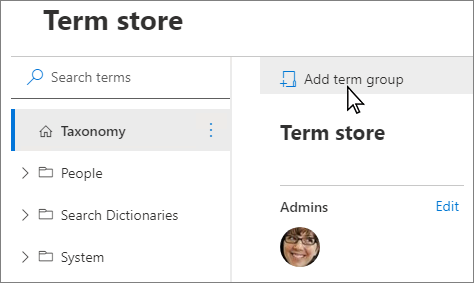 Term store
Search terms
Taxonomy
People
Search Dictionaries
System
Add term group
Term store
Admins
Edit